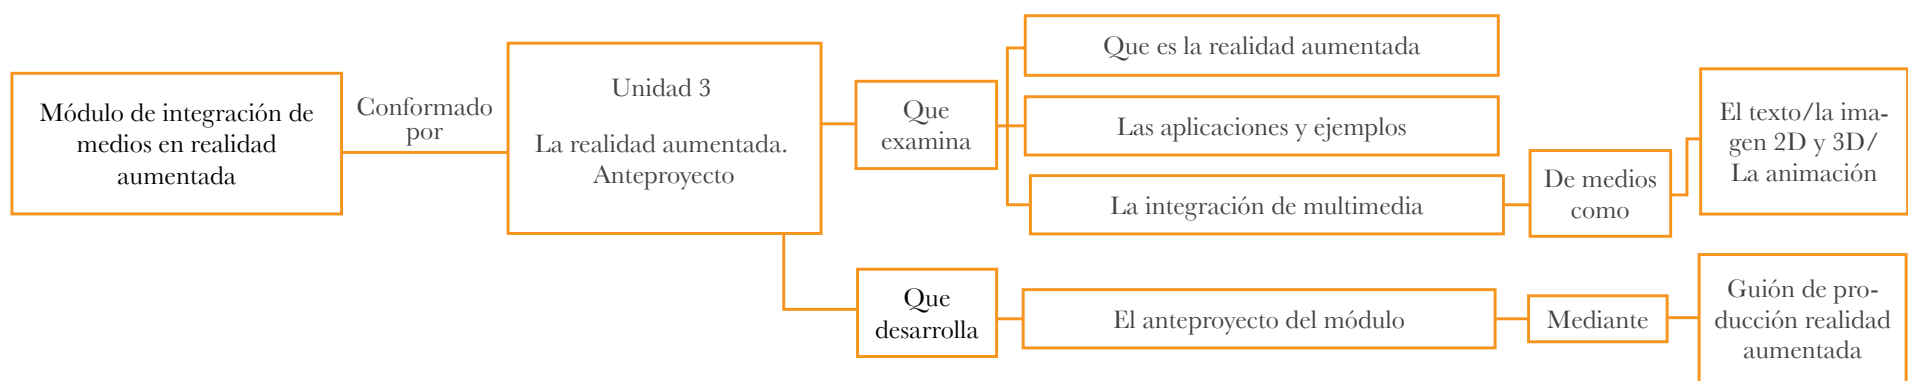 Módulo de integración de
medios en realidad
aumentada
Conformado
por
Unidad 3
La realidad aumentada.
Anteproyecto
Que
examina
Que es la realidad aumentada
Las aplicaciones y ejemplos
La integración de multimedia
De medios
como
El texto/la ima-
gen 2D y 3D/
La animación
Que
desarrolla
El anteproyecto del módulo
Mediante
Guión de pro-
ducción realidad
aumentada